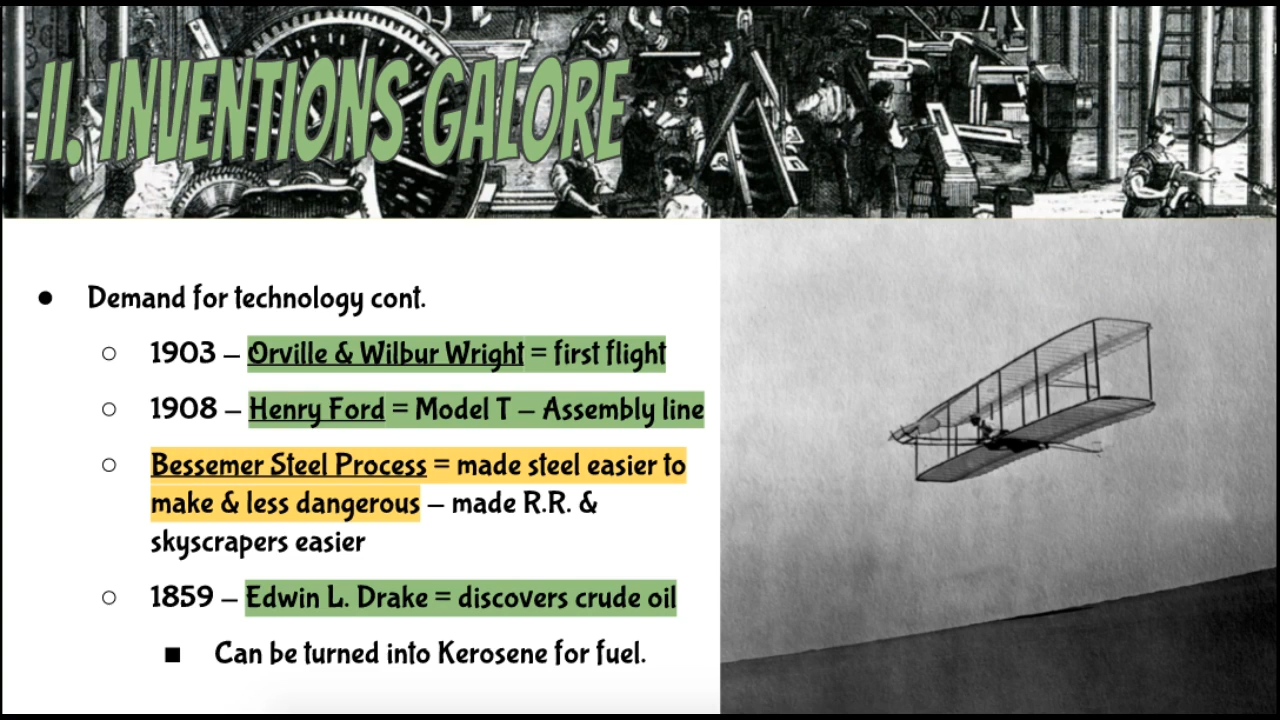 II. INVENTIONS GALORE
● Demand for technology cont.
○ 1903 – Orville & Wilbur Wright = first flight
○ 1908 – Henry Ford = Model T – Assembly line
○ Bessemer Steel Process = made steel easier to
make & less dangerous – made R.R. &
skyscrapers easier
○ 1859 – Edwin L. Drake = discovers crude oil
■ Can be turned into Kerosene for fuel.